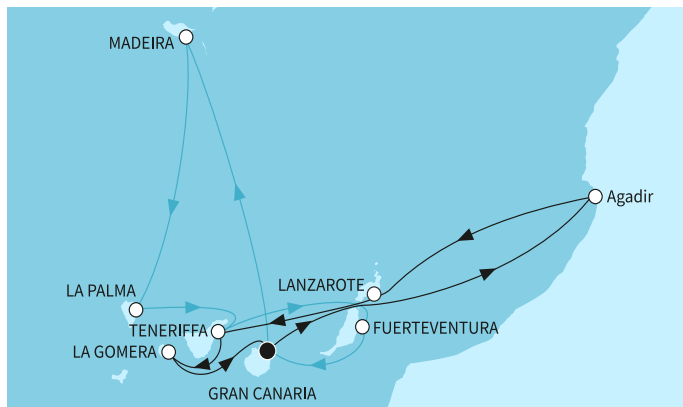 MADEIRA
Agadir
LANZAROTE
LA PALMA
TENERIFFA
FUERTEVENTURA
LA GOMERA
GRAN CANARIA